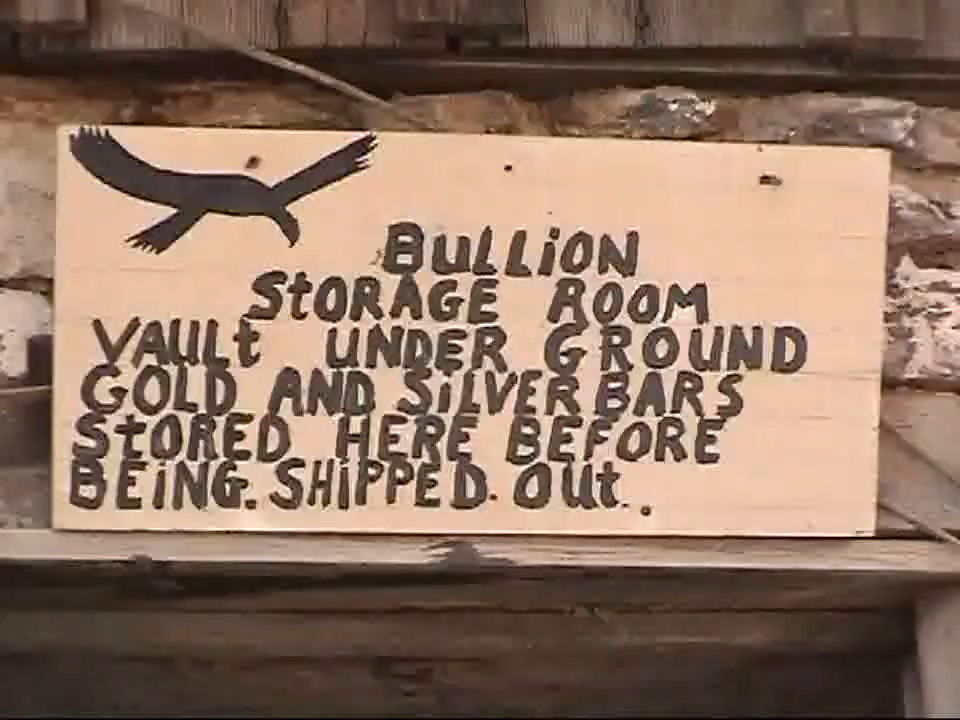 BULLiON
StORAGE ROOM
VAULt UNDER GROUND
GOLD AND SiLVER BARS
StORED HERE BEFORE
BEiNG. SHiPPED. OUt.